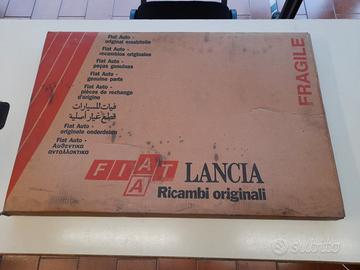 Fiat Auto -
original ersatzteile
Fiat Auto -
recambios originales
Fiat Auto -
peças genuinas
Fiat Auto -
genuine parts
Fiat Auto -
pièces de rechange
d'origine
فيات للسيارات
قطع غيار أصلية
Fiat Auto -
originele onderdelen
Fiat Auto -
Αυθεντικα
ανταλλακτικα
FRAGILE
FIAT
A
LANCIA
Ricambi originali
subito